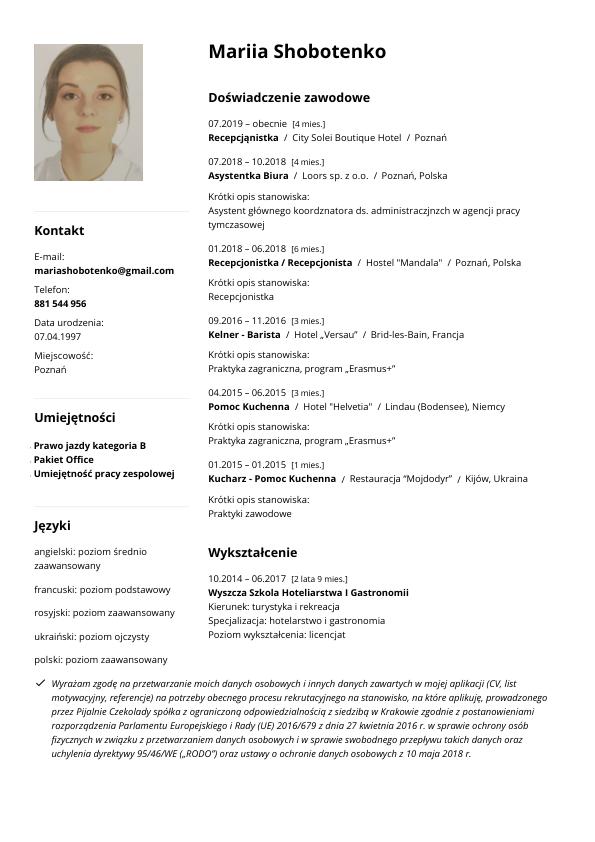 Mariia Shobotenko
Kontakt
E-mail:
mariashobotenko@gmail.com
Telefon:
881 544 956
Data urodzenia:
07.04.1997
Miejscowość:
Poznań
Umiejętności
Prawo jazdy kategoria B
Pakiet Office
Umiejętność pracy zespolowej
Języki
angielski: poziom średnio
zaawansowany
francuski: poziom podstawowy
rosyjski: poziom zaawansowany
ukraiński: poziom ojczysty
polski: poziom zaawansowany
Doświadczenie zawodowe
07.2019 – obecnie [4 mies.]
Recepcjąnistka / City Solei Boutique Hotel / Poznań
07.2018 – 10.2018 [4 mies.]
Asystentka Biura / Loors sp. z o.o. / Poznań, Polska
Krótki opis stanowiska:
Asystent głównego koordznatora ds. administraczjnzch w agencji pracy
tymczasowej
01.2018 – 06.2018 [6 mies.]
Recepcjonistka / Recepcjonista / Hostel "Mandala" / Poznań, Polska
Krótki opis stanowiska:
Recepcjonistka
09.2016 – 11.2016 [3 mies.]
Kelner - Barista / Hotel „Versau” / Brid-les-Bain, Francja
Krótki opis stanowiska:
Praktyka zagraniczna, program „Erasmus+”
04.2015 – 06.2015 [3 mies.]
Pomoc Kuchenna / Hotel "Helvetia" / Lindau (Bodensee), Niemcy
Krótki opis stanowiska:
Praktyka zagraniczna, program „Erasmus+”
01.2015 – 01.2015 [1 mies.]
Kucharz - Pomoc Kuchenna / Restauracja “Mojdodyr” / Kijów, Ukraina
Krótki opis stanowiska:
Praktyki zawodowe
Wykształcenie
10.2014 – 06.2017 [2 lata 9 mies.]
Wyszcza Szkola Hoteliarstwa I Gastronomii
Kierunek: turystyka i rekreacja
Specjalizacja: hotelarstwo i gastronomia
Poziom wykształcenia: licencjat
Wyrażam zgodę na przetwarzanie moich danych osobowych i innych danych zawartych w mojej aplikacji (CV, list
motywacyjny, referencje) na potrzeby obecnego procesu rekrutacyjnego na stanowisko, na które aplikuję, prowadzonego
przez Pijalnie Czekolady spółka z ograniczoną odpowiedzialnością z siedzibą w Krakowie zgodnie z postanowieniami
rozporządzenia Parlamentu Europejskiego i Rady (UE) 2016/679 z dnia 27 kwietnia 2016 r. w sprawie ochrony osób
fizycznych w związku z przetwarzaniem danych osobowych i w sprawie swobodnego przepływu takich danych oraz
uchylenia dyrektywy 95/46/WE („RODO”) oraz ustawy o ochronie danych osobowych z 10 maja 2018 r.